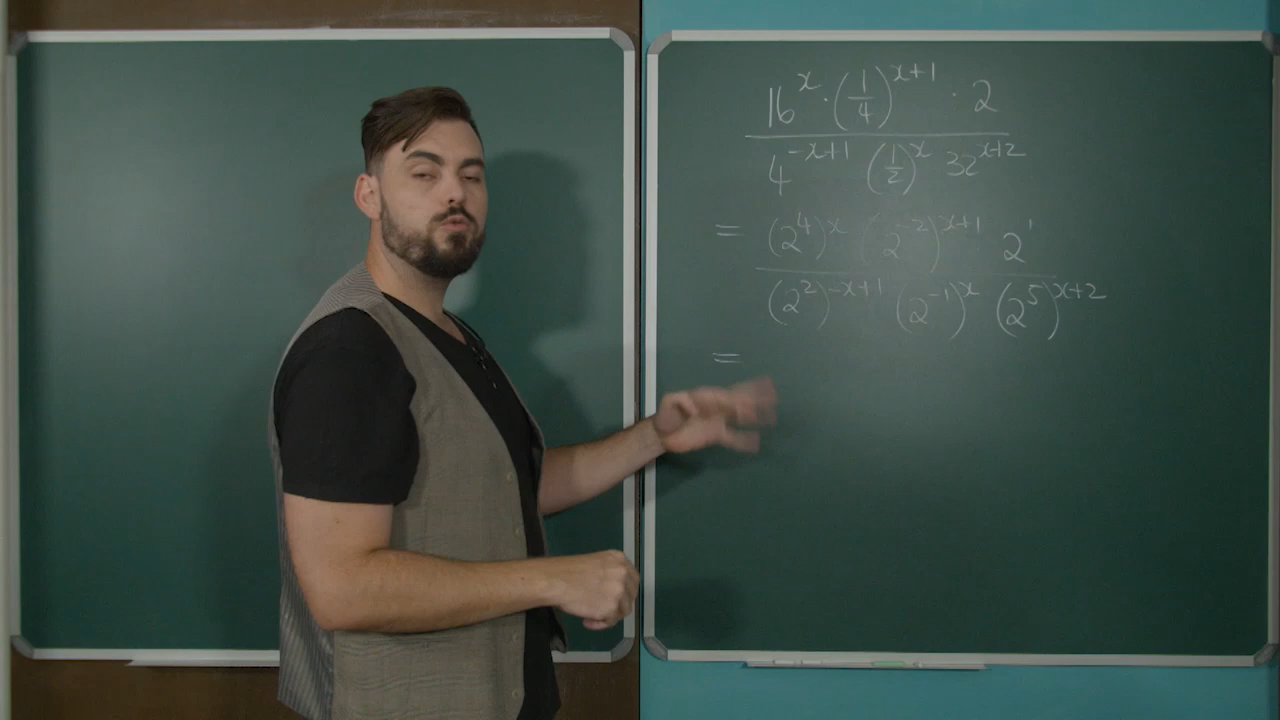 16^x · (1/4)^(x+1) · 2
4^(-x+1) (1/2)^x 32^(x+2)
= (2^4)^x (2^-2)^(x+1) 2^1
(2^2)^(-x+1) (2^-1)^x (2^5)^(x+2)
=